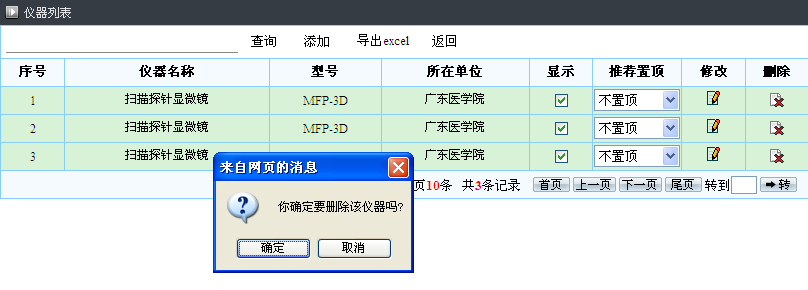 仪器列表
查询 添加 导出excel 返回
序号 仪器名称 型号 所在单位 显示 推荐置顶 修改 删除
1 扫描探针显微镜 MFP-3D 广东医学院 不置顶
2 扫描探针显微镜 MFP-3D 广东医学院 不置顶
3 扫描探针显微镜 广东医学院 不置顶
页10条 共3条记录 首页 上一页 下一页 尾页 转到 转
来自网页的消息
你确定要删除该仪器吗?
确定 取消